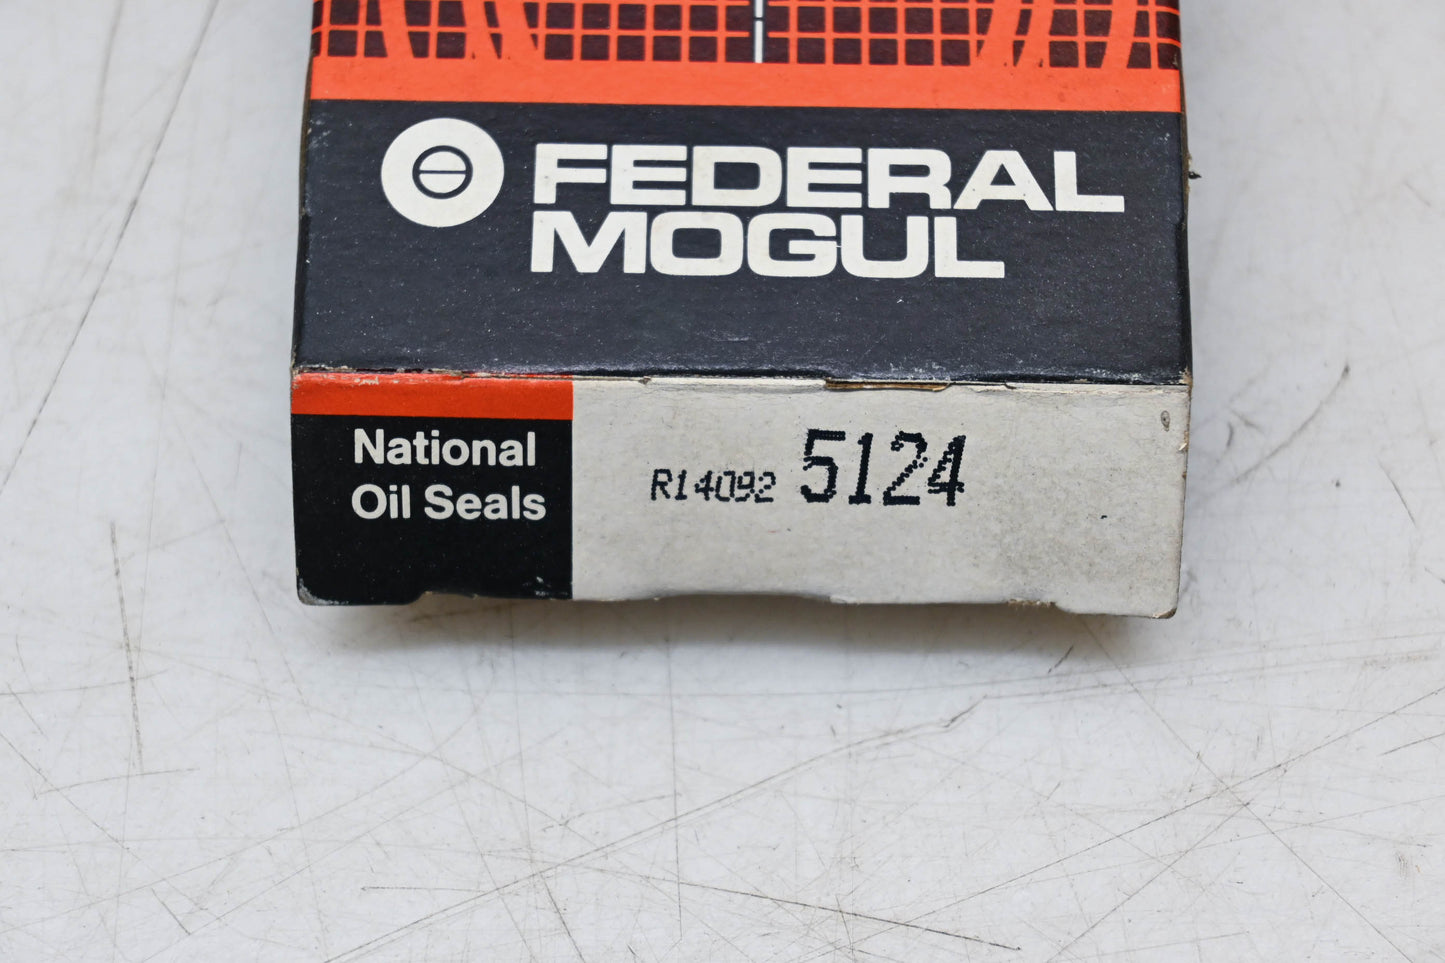 FEDERAL
MOGUL
National
Oil Seals
R14092 5124